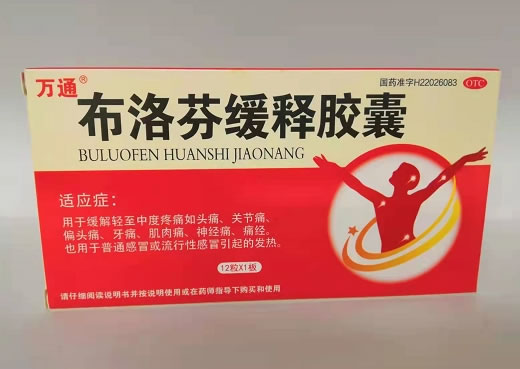 万通®
国药准字H22026083
OTC
布洛芬缓释胶囊
BULUOFEN HUANSHI JIAONANG
适应症：
用于缓解轻至中度疼痛如头痛、关节痛、
偏头痛、牙痛、肌肉痛、神经痛、痛经。
也用于普通感冒或流行性感冒引起的发热。
12粒X1板
请仔细阅读说明书并按说明使用或在药师指导下购买和使用